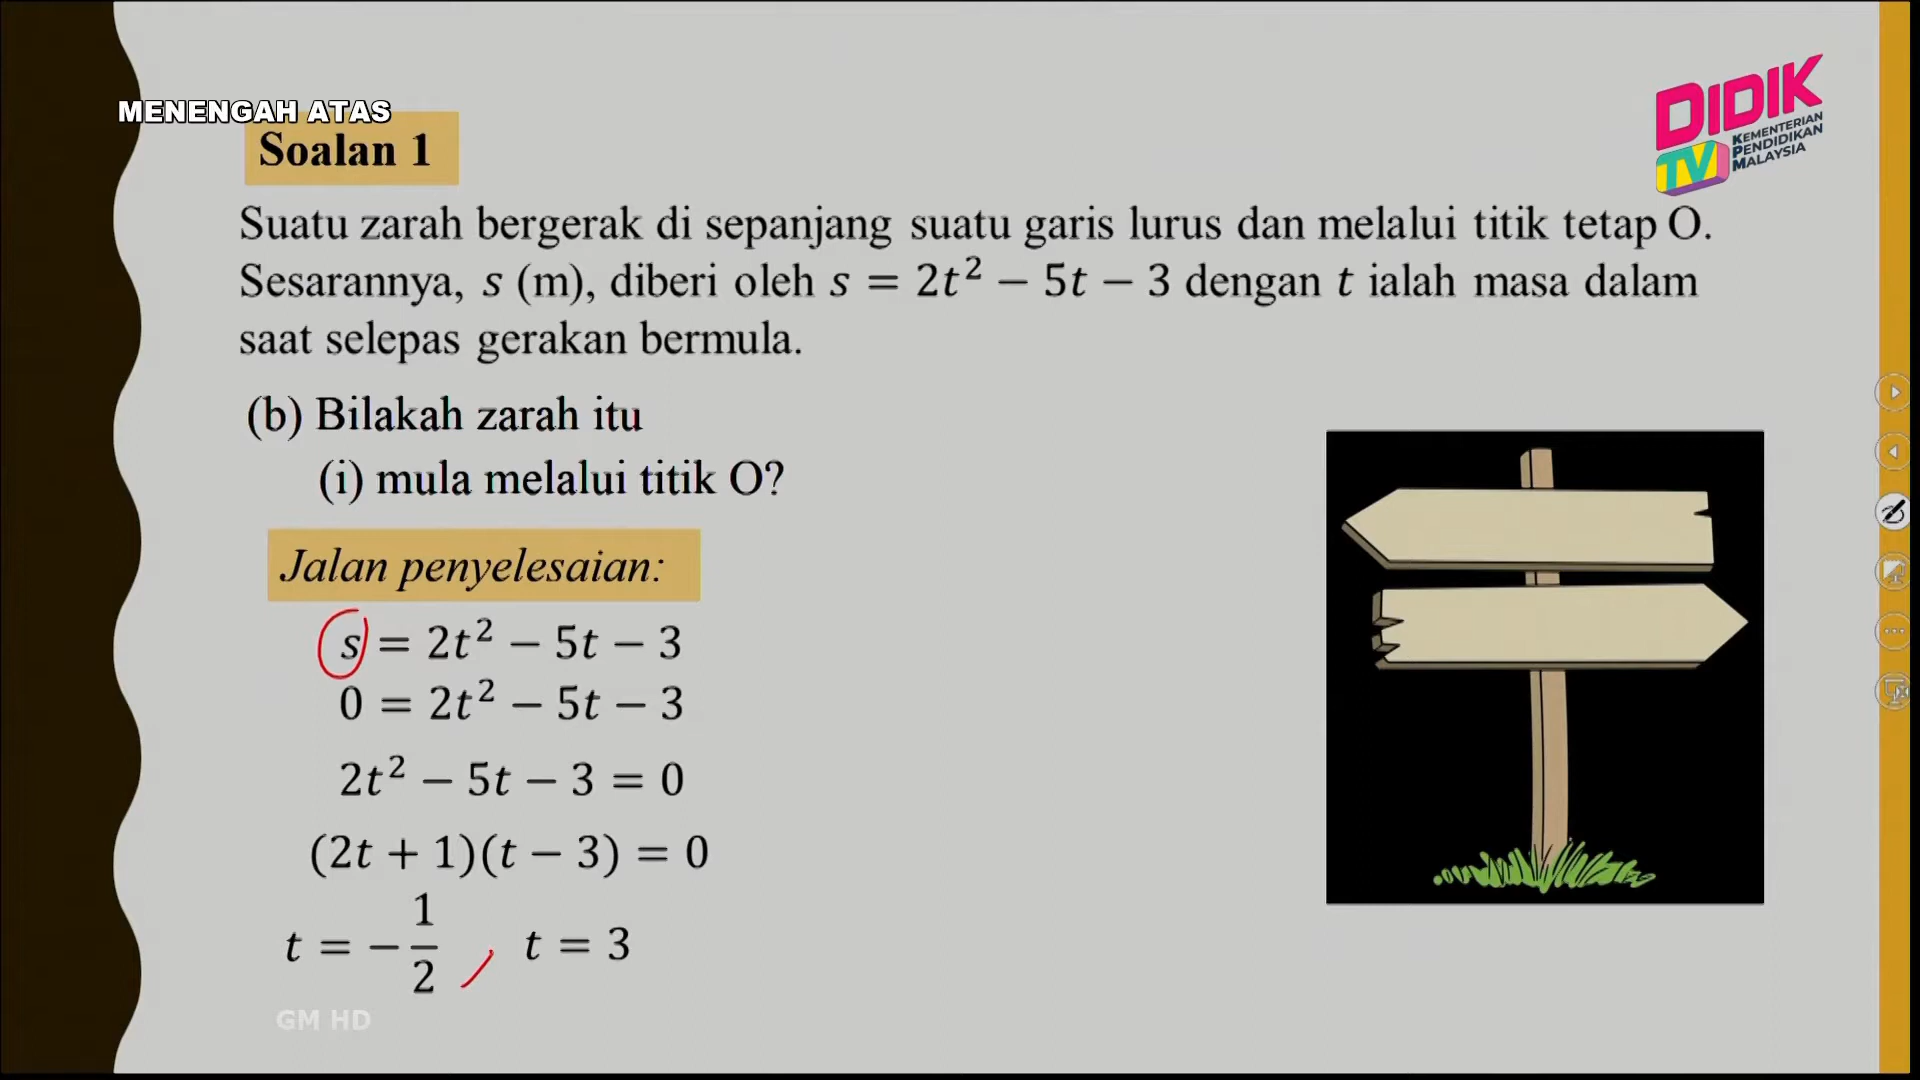 MENENGAH ATAS
DIDIK
TV
KEMENTERIAN
PENDIDIKAN
MALAYSIA
Soalan 1
Suatu zarah bergerak di sepanjang suatu garis lurus dan melalui titik tetap O.
Sesarannya, s (m), diberi oleh s = 2t² − 5t − 3 dengan t ialah masa dalam
saat selepas gerakan bermula.
(b) Bilakah zarah itu
(i) mula melalui titik O?
Jalan penyelesaian:
s = 2t² − 5t − 3
0 = 2t² − 5t − 3
2t² − 5t − 3 = 0
(2t + 1)(t − 3) = 0
t = −1/2 , t = 3
GM HD